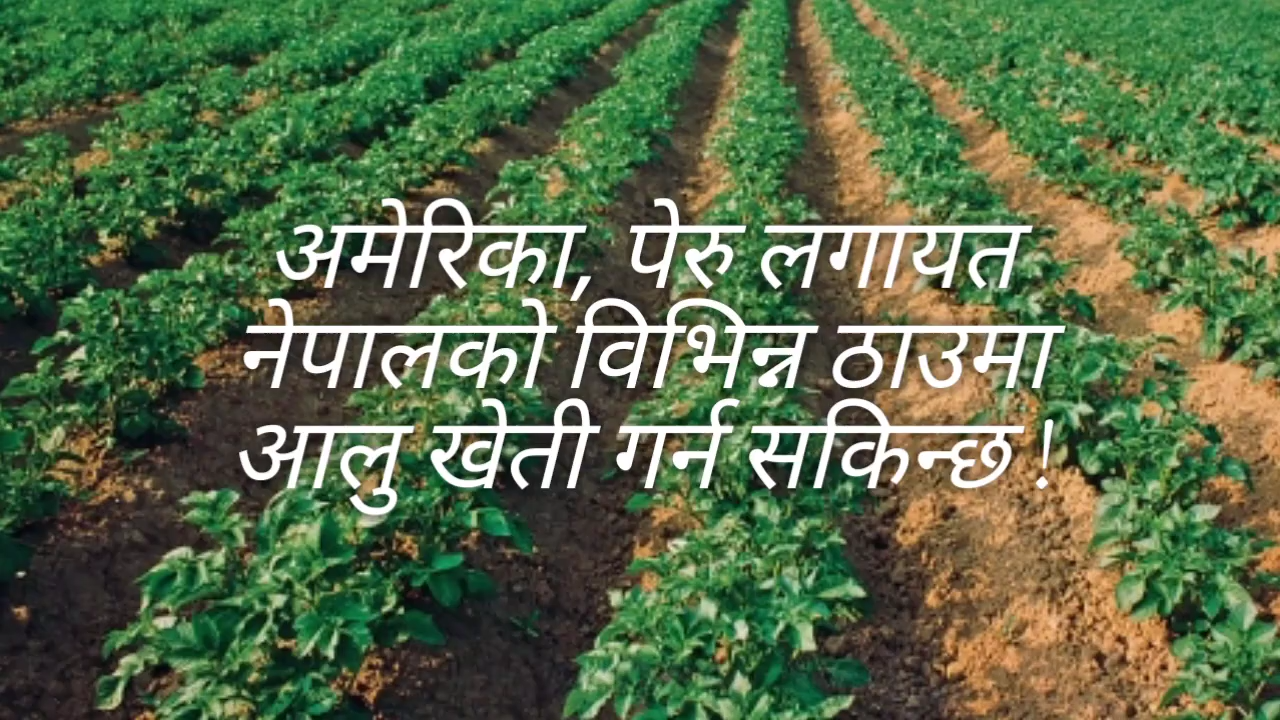 अमेरिका, पेरु लगायत
नेपालको विभिन्न ठाउमा
आलु खेती गर्न सकिन्छ !